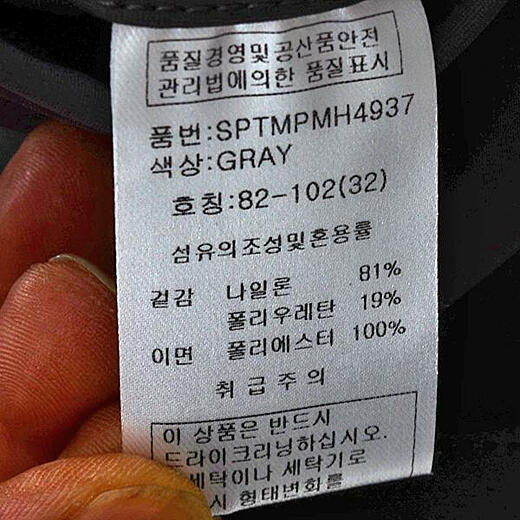 품질경영및 공산품안전
관리법에의한 품질표시
품번:SPTMPMH4937
색상:GRAY
호칭:82-102(32)
섬유의조성및혼용률
겉감 나일론 81%
폴리우레탄 19%
이면 폴리에스터 100%
취급주의
이 상품은 반드시
드라이크리닝하십시오.
세탁이나 세탁기로
시 형태변화를